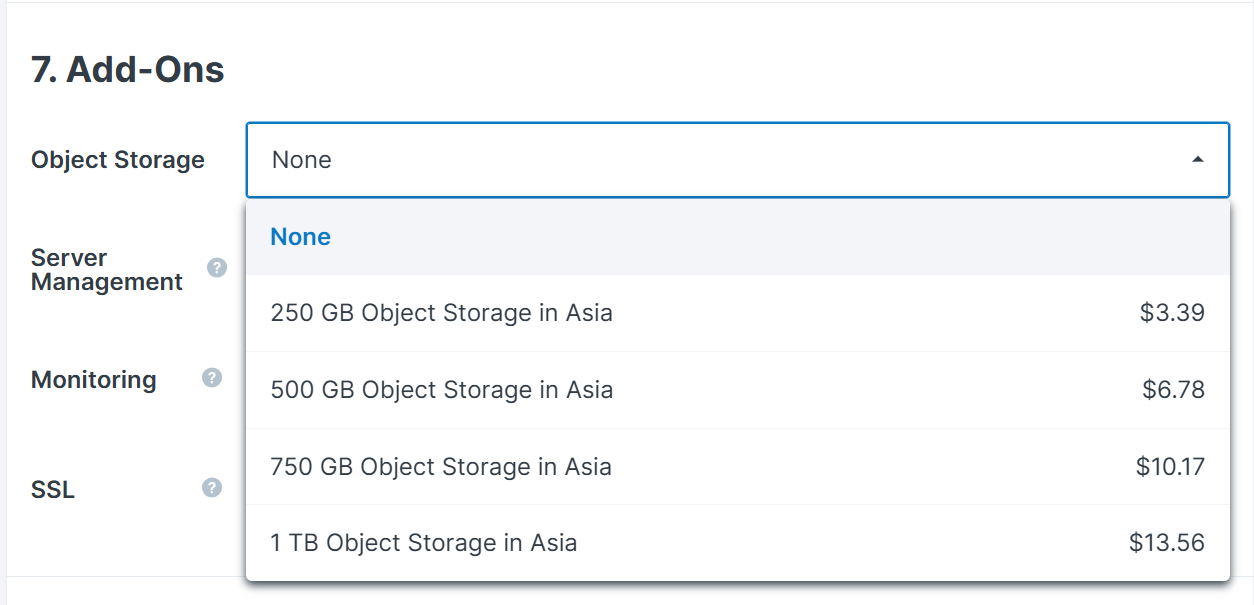 7. Add-Ons
Object Storage
None
None
Server
Management
?
250 GB Object Storage in Asia $3.39
Monitoring
?
500 GB Object Storage in Asia $6.78
750 GB Object Storage in Asia $10.17
SSL
?
1 TB Object Storage in Asia $13.56